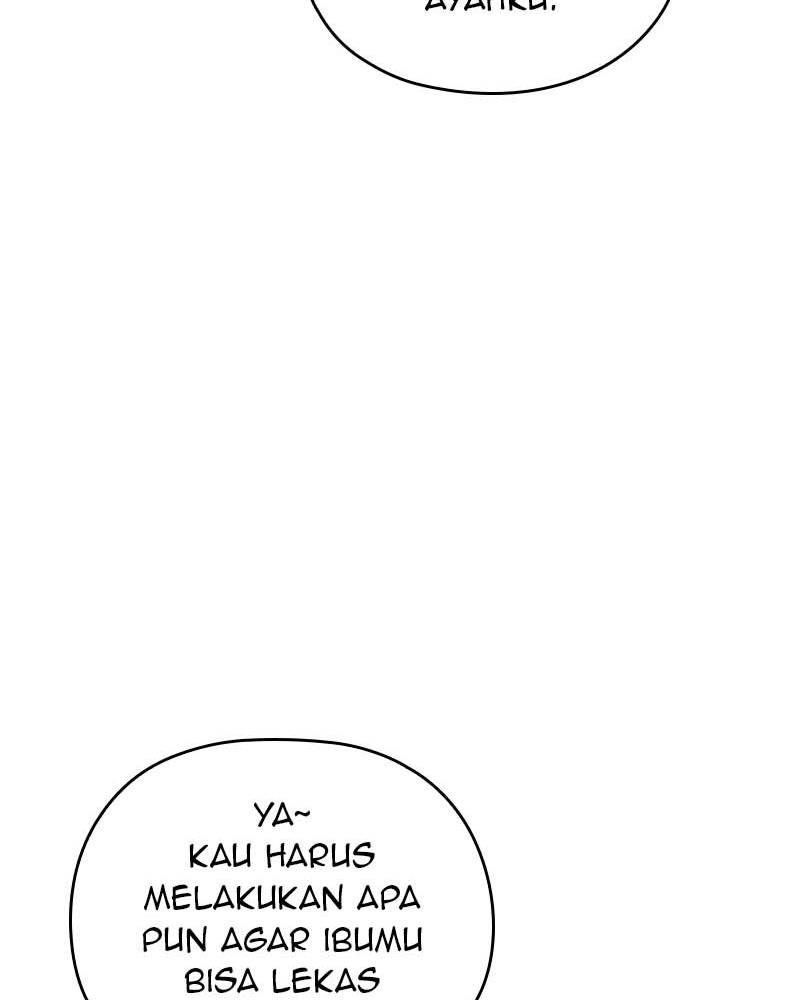 AYAHKU.
YA~
KAU HARUS
MELAKUKAN APA
PUN AGAR IBUMU
BISA LEKAS